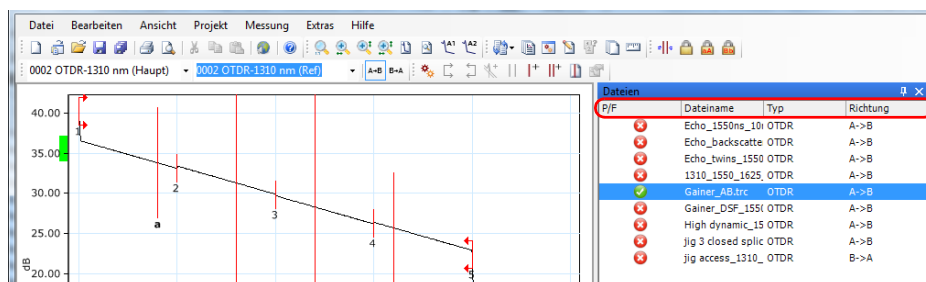 Datei Bearbeiten Ansicht Projekt Messung Extras Hilfe
A1 A2
0002 OTDR-1310 nm (Haupt) 0002 OTDR-1310 nm (Ref) A→B B→A
Dateien
P/F Dateiname Typ Richtung
Echo_1550ns_10 OTDR A->B
Echo_backscatte OTDR A->B
Echo_twins_1550 OTDR A->B
1310_1550_1625_ OTDR A->B
Gainer_AB.trc OTDR A->B
Gainer_DSF_155 OTDR A->B
High dynamic_15 OTDR A->B
jig 3 closed splic OTDR A->B
jig access_1310_ OTDR B->A
40.00
35.00
30.00
25.00
20.00
dB
1
2
3
4
5
a